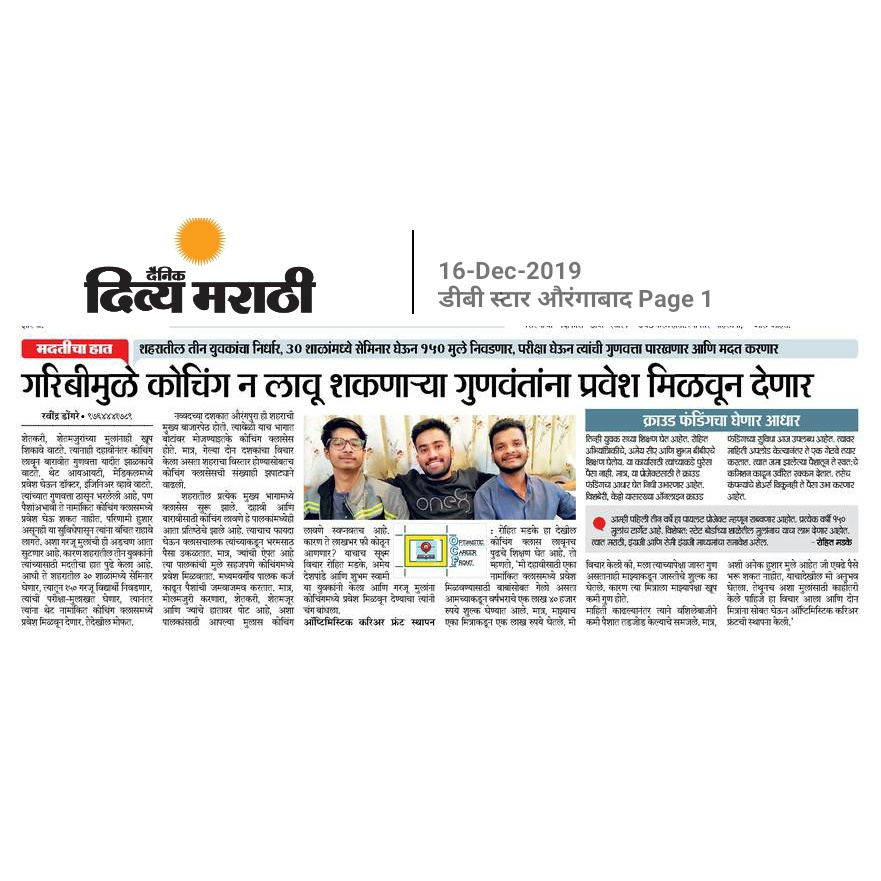 दैनिक
दिव्य मराठी
16-Dec-2019
डीबी स्टार औरंगाबाद Page 1
मदतीचा हात
शहरातील तीन युवकांचा निर्धार, 30 शाळांमध्ये सेमिनार घेऊन १५० मुले निवडणार, परीक्षा घेऊन त्यांची गुणवत्ता पारखणार आणि मदत करणार
गरिबीमुळे कोचिंग न लावू शकणाऱ्या गुणवंतांना प्रवेश मिळवून देणार
रवींद्र डोंगरे • ९७६४४४९७८९
शेतकरी, शेतमजुरांच्या मुलांनाही खूप
शिकावे वाटते. त्यांनाही दहावीनंतर कोचिंग
लावून बारावीत गुणवत्ता यादीत झळकावे
वाटते. थेट आयआयटी, मेडिकलमध्ये
प्रवेश घेऊन डॉक्टर, इंजिनिअर व्हावे वाटते.
त्यांच्यात गुणवत्ता ठासून भरलेली आहे, पण
पैशांअभावी ते नामांकित कोचिंग क्लासमध्ये
प्रवेश घेऊ शकत नाहीत. परिणामी हुशार
असूनही या सुविधेपासून त्यांना वंचित राहावे
लागते. अशा गरजू मुलांची ही अडचण आता
सुटणार आहे. कारण शहरातील तीन युवकांनी
त्यांच्यासाठी मदतीचा हात पुढे केला आहे.
आधी ते शहरातील ३० शाळांमध्ये सेमिनार
घेणार, त्यातून १५० गरजू विद्यार्थी निवडणार,
त्यांची परीक्षा-मुलाखत घेणार, त्यानंतर
त्यांना थेट नामांकित कोचिंग क्लासमध्ये
प्रवेश मिळवून देणार. तेदेखील मोफत.
नव्वदच्या दशकात औरंगपुरा ही शहराची
मुख्य बाजारपेठ होती. त्यावेळी याच भागात
बोटांवर मोजण्याइतके कोचिंग क्लासेस
होते. मात्र, गेल्या दोन दशकांचा विचार
केला असता शहराचा विस्तार होण्यासोबतच
कोचिंग क्लासेसची संख्याही झपाट्याने
वाढली.
शहरातील प्रत्येक मुख्य भागामध्ये
क्लासेस सुरू झाले. दहावी आणि
बारावीसाठी कोचिंग लावणे हे पालकांमध्येही
आता प्रतिष्ठेचे झाले आहे. त्याचाच फायदा
घेऊन क्लासचालक त्यांच्याकडून भरमसाठ
पैसा उकळतात. मात्र, ज्यांची ऐपत आहे
त्या पालकांची मुले सहजपणे कोचिंगमध्ये
प्रवेश मिळवतात. मध्यमवर्गीय पालक कर्ज
काढून पैशांची जमवाजमव करतात. मात्र,
मोलमजुरी करणारा, शेतकरी, शेतमजूर
आणि ज्यांचे हातावर पोट आहे, अशा
पालकांसाठी आपल्या मुलास कोचिंग
लावणे स्वप्नवतच आहे.
कारण ते लाखभर फी कोठून
आणणार? याचाच सूक्ष्म
विचार रोहित मडके, अमेय
देशपांडे आणि शुभम स्वामी
या युवकांनी केला आणि गरजू मुलांना
कोचिंगमध्ये प्रवेश मिळवून देण्याचा त्यांनी
चंग बांधला.
ऑप्टिमिस्टिक करिअर फ्रंट स्थापन
OPTIMISTIC
CAREER
FRONT
: रोहित मडके हा देखील
कोचिंग क्लास लावूनच
पुढचे शिक्षण घेत आहे. तो
म्हणतो, 'मी दहावीसाठी एका
नामांकित क्लासमध्ये प्रवेश
मिळवण्यासाठी बाबांसोबत गेलो असता
आमच्याकडून वर्षभराचे एक लाख ४० हजार
रुपये शुल्क घेण्यात आले. मात्र, माझ्याच
एका मित्राकडून एक लाख रुपये घेतले. मी
क्राउड फंडिंगचा घेणार आधार
तिन्ही युवक सध्या शिक्षण घेत आहेत. रोहित
अभियांत्रिकीचे, अमेय सीए आणि शुभम बीबीएचे
शिक्षण घेतोय. या कार्यासाठी त्यांच्याकडे पुरेसा
पैसा नाही. मात्र, या प्रोजेक्टसाठी ते क्राउड
फंडिंगचा आधार घेत निधी उभारणार आहेत.
विशबेरी, केट्टो यासारख्या ऑनलाइन क्राउड
फंडिंगच्या सुविधा आज उपलब्ध आहेत. त्यावर
माहिती अपलोड केल्यानंतर ते एक वेगळे खाते तयार
करतात. त्यात जमा झालेल्या पैशातून ते स्वत:चे
कमिशन काढून उर्वरित रक्कम देतात. तसेच
कंपन्यांचे शेअर्स विकूनही ते पैसा उभा करणार
आहेत.
आम्ही पहिली तीन वर्षे हा पायलट प्रोजेक्ट म्हणून राबवणार आहोत. प्रत्येक वर्षी १५०
मुलांचे टार्गेट आहे. विशेषत: स्टेट बोर्डाच्या शाळेतील मुलांनाच याचा लाभ घेणार आहोत.
त्यात मराठी, इंग्रजी आणि सेमी इंग्रजी माध्यमांचा समावेश असेल. - रोहित मडके
विचार केला की, मला त्याच्यापेक्षा जास्त गुण
असतानाही माझ्याकडून जास्तीचे शुल्क का
घेतले. कारण त्या मित्राला माझ्यापेक्षा खूप
कमी गुण होते.
माहिती काढल्यानंतर त्याने वशिलेबाजीने
कमी पैशात तडजोड केल्याचे समजले. मात्र,
अशी अनेक हुशार मुले आहेत जी एवढे पैसे
भरू शकत नाहीत, याचादेखील मी अनुभव
घेतला. तेथूनच अशा मुलांसाठी काहीतरी
केले पाहिजे हा विचार आला आणि दोन
मित्रांना सोबत घेऊन ऑप्टिमिस्टिक करिअर
फ्रंटची स्थापना केली.'